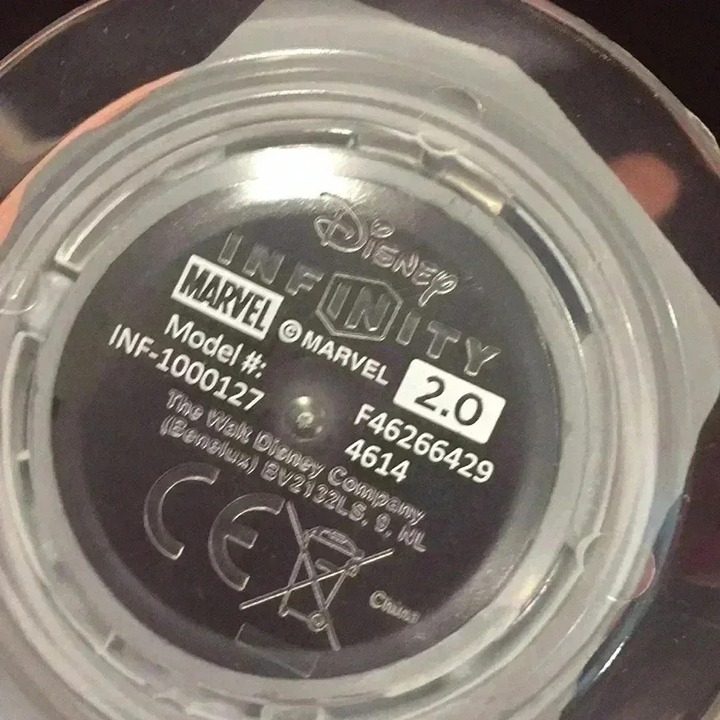 Disney
INFINITY
MARVEL
© MARVEL
2.0
Model #:
INF-1000127
F46266429
4614
The Walt Disney Company
(Benelux) BV2132LS, 9, NL
CE
China